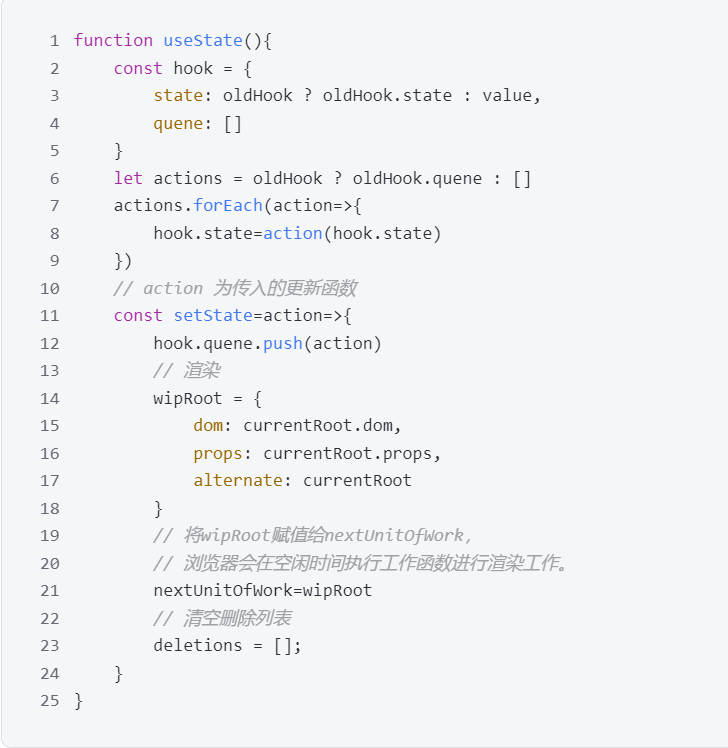 1 function useState(){
2     const hook = {
3         state: oldHook ? oldHook.state : value,
4         quene: []
5     }
6     let actions = oldHook ? oldHook.quene : []
7     actions.forEach(action=>{
8         hook.state=action(hook.state)
9     })
10     // action 为传入的更新函数
11     const setState=action=>{
12         hook.quene.push(action)
13         // 渲染
14         wipRoot = {
15             dom: currentRoot.dom,
16             props: currentRoot.props,
17             alternate: currentRoot
18         }
19         // 将wipRoot赋值给nextUnitOfWork,
20         // 浏览器会在空闲时间执行工作函数进行渲染工作。
21         nextUnitOfWork=wipRoot
22         // 清空删除列表
23         deletions = [];
24     }
25 }